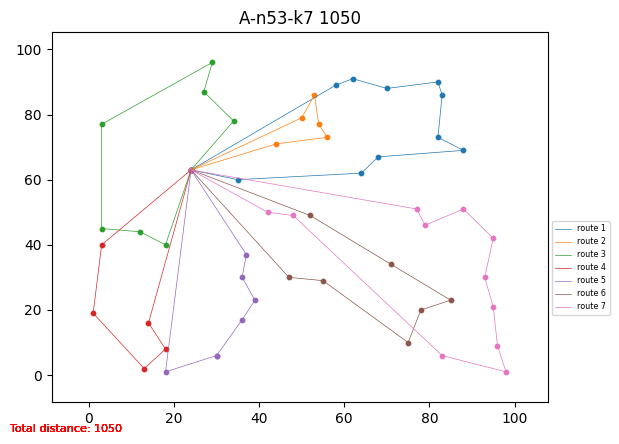 A-n53-k7 1050
100
80
60
40
20
0
0 20 40 60 80 100
route 1
route 2
route 3
route 4
route 5
route 6
route 7
Total distance: 1050